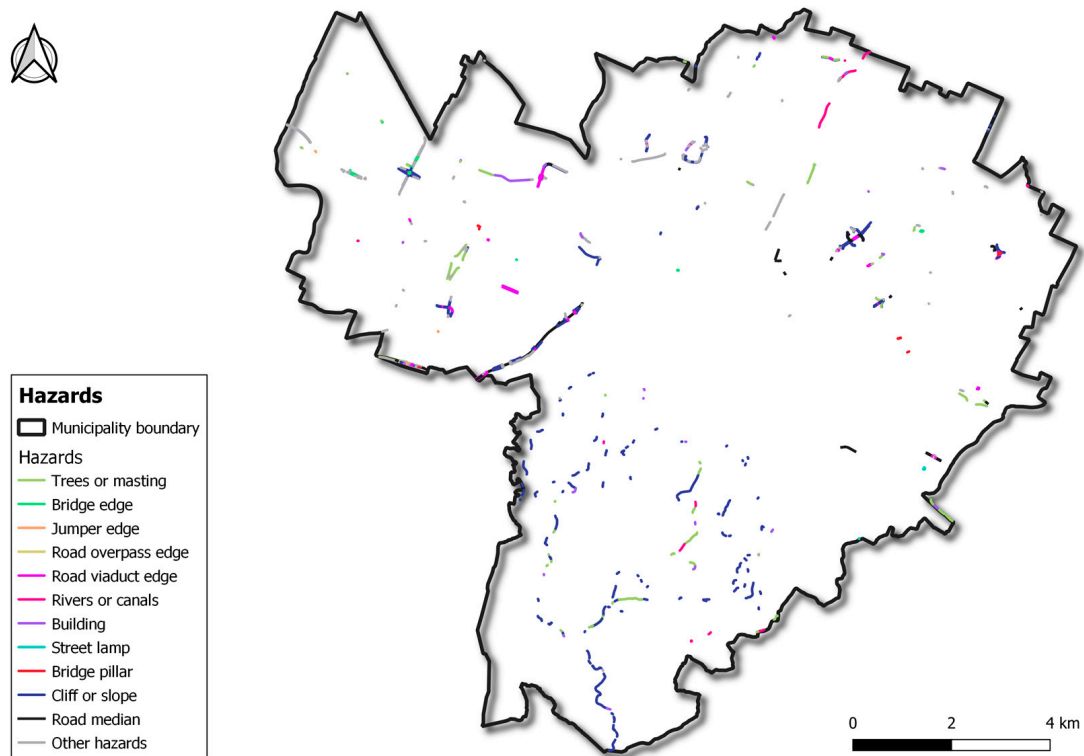 Hazards
Municipality boundary
Hazards
Trees or masting
Bridge edge
Jumper edge
Road overpass edge
Road viaduct edge
Rivers or canals
Building
Street lamp
Bridge pillar
Cliff or slope
Road median
Other hazards
0 2 4 km